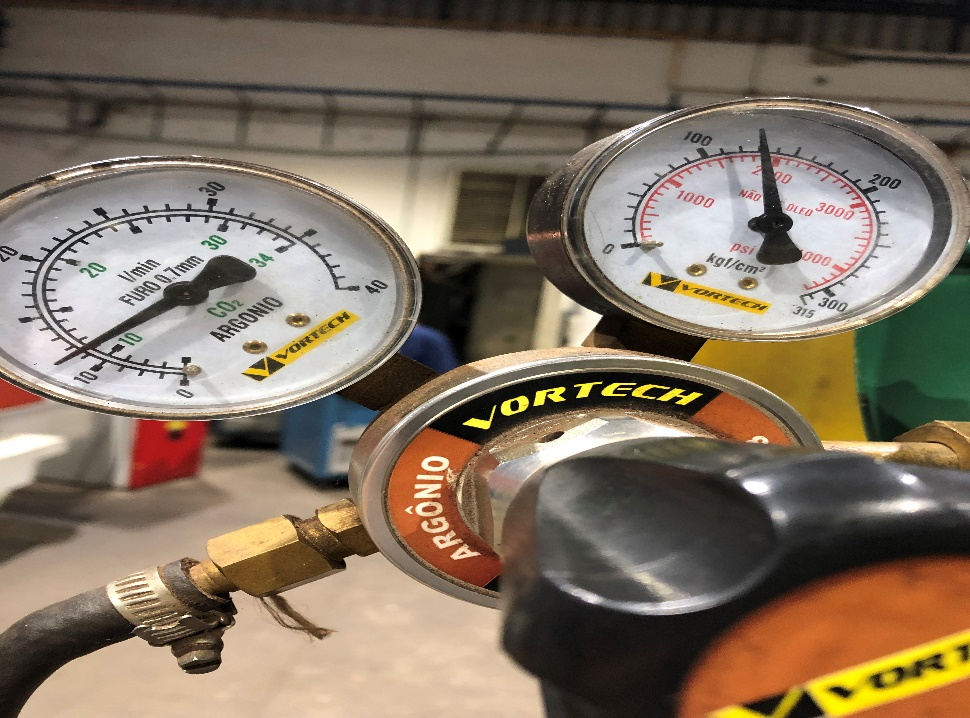 20
30
40
10
0
20
30
34
10
l/min
FURO 0,7mm
CO₂
ARGONIO
VORTECH
0
100
200
300
315
1000
3000
NÃO
ÓLEO
psi
kgf/cm²
VORTECH
VORTECH
ARGÔNIO
VORT